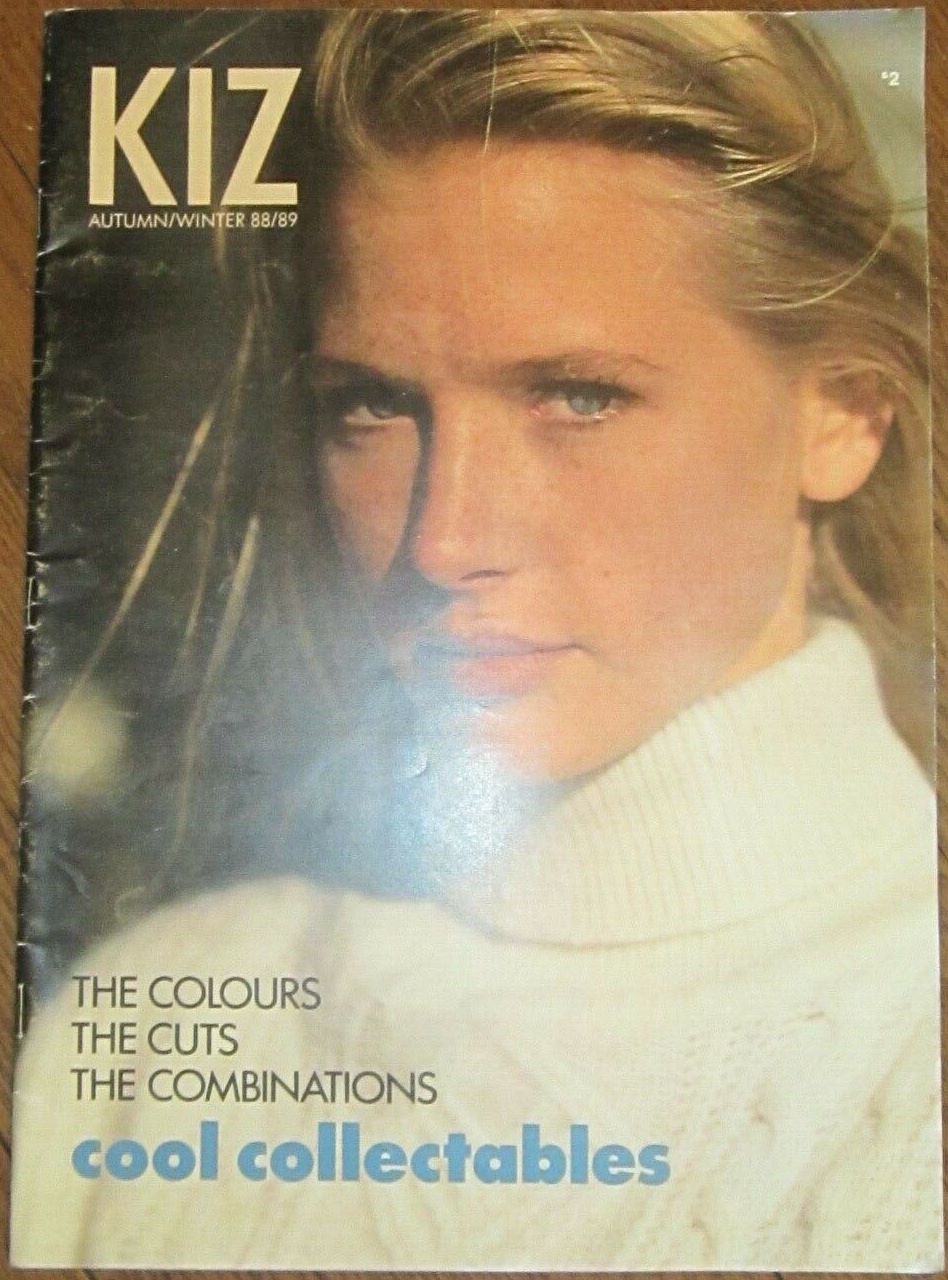 KIZ
$2
AUTUMN/WINTER 88/89
THE COLOURS
THE CUTS
THE COMBINATIONS
cool collectables